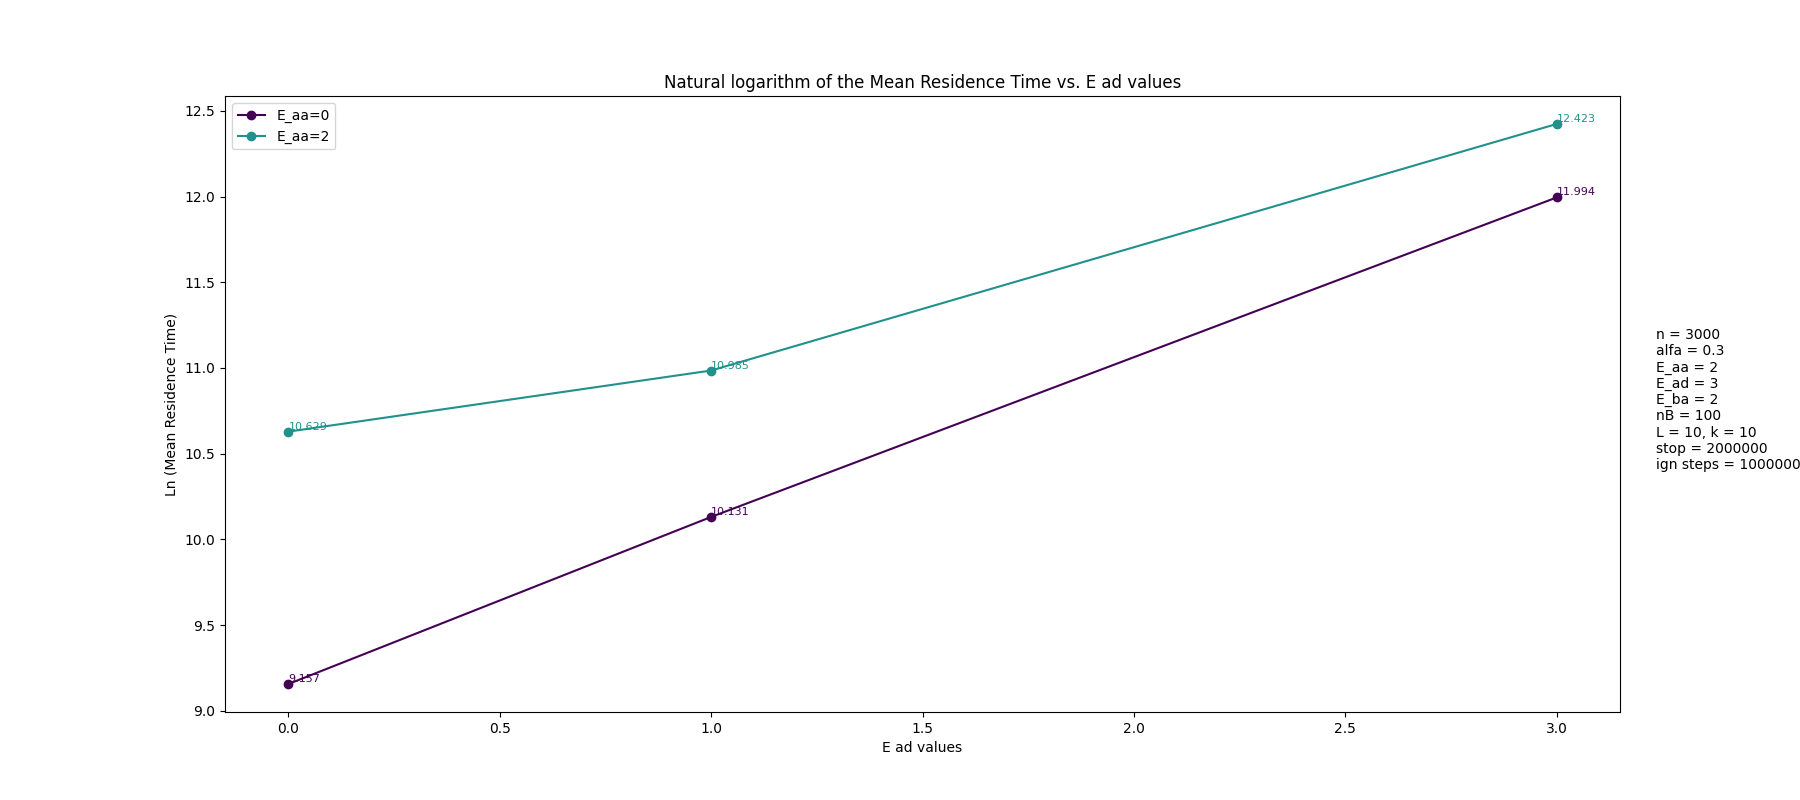 Natural logarithm of the Mean Residence Time vs. E ad values
E_aa=0
E_aa=2
12.5
12.0
11.5
11.0
10.5
10.0
9.5
9.0
Ln (Mean Residence Time)
12.423
11.994
10.985
10.629
10.131
9.157
0.0 0.5 1.0 1.5 2.0 2.5 3.0
E ad values
n = 3000
alfa = 0.3
E_aa = 2
E_ad = 3
E_ba = 2
nB = 100
L = 10, k = 10
stop = 2000000
ign steps = 1000000